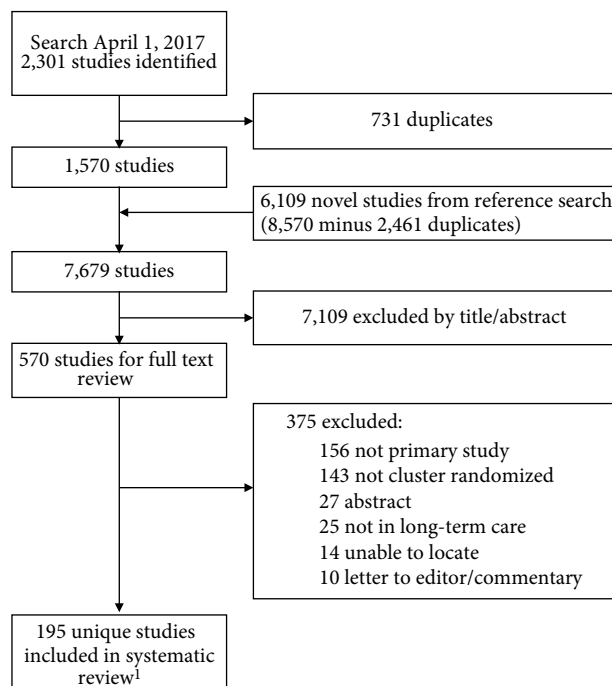 Search April 1, 2017
2,301 studies identified
731 duplicates
1,570 studies
6,109 novel studies from reference search
(8,570 minus 2,461 duplicates)
7,679 studies
7,109 excluded by title/abstract
570 studies for full text
review
375 excluded:
156 not primary study
143 not cluster randomized
27 abstract
25 not in long-term care
14 unable to locate
10 letter to editor/commentary
195 unique studies
included in systematic
review1